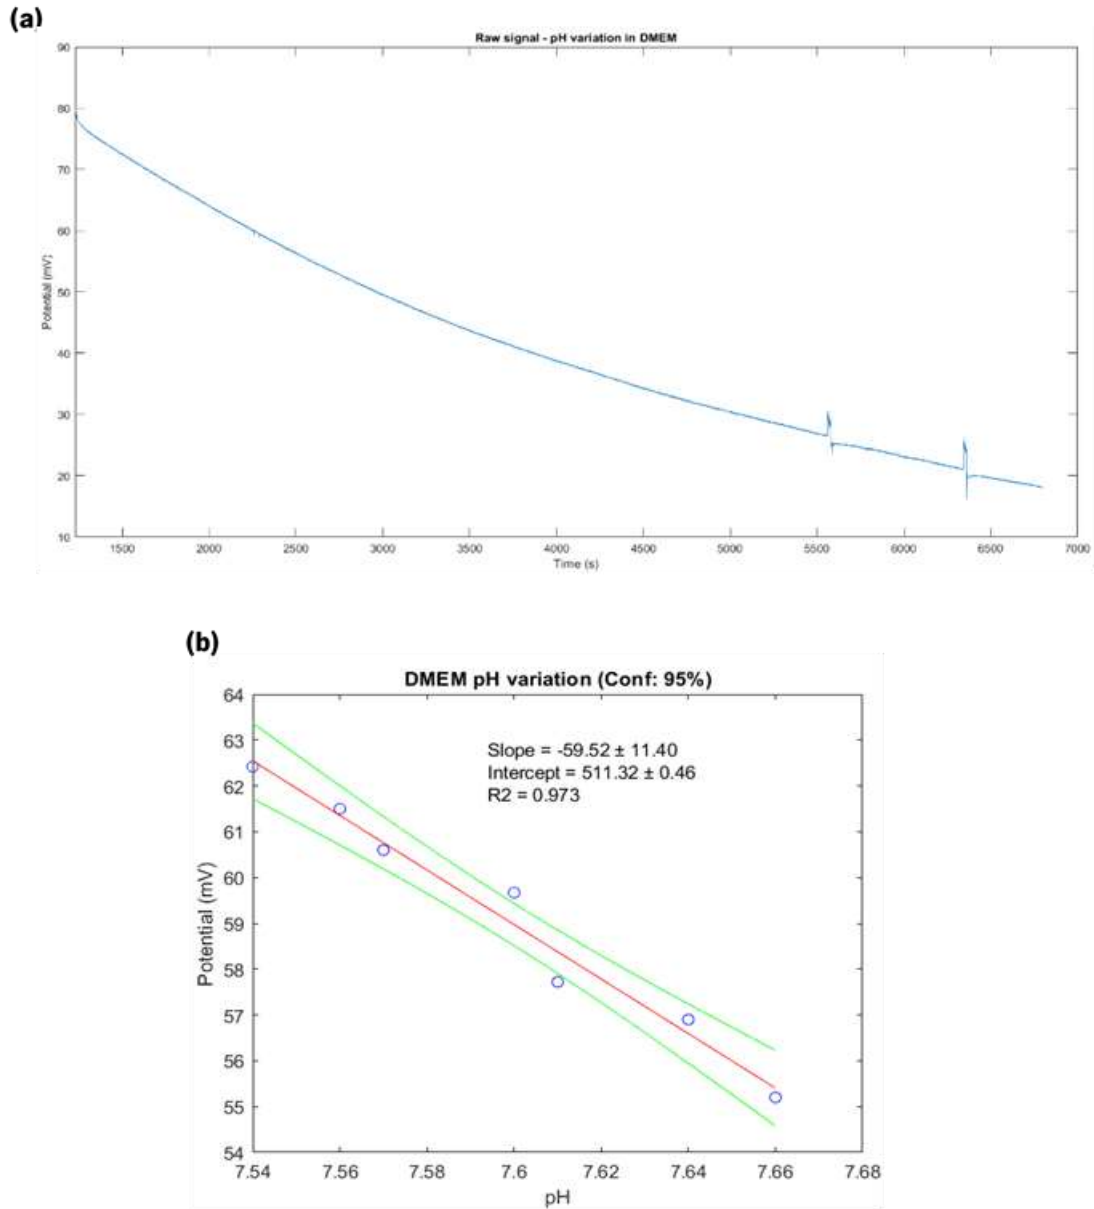 (a)
Raw signal - pH variation in DMEM
90
80
70
60
50
40
30
20
10
Potential (mV)
1500 2000 2500 3000 3500 4000 4500 5000 5500 6000 6500 7000
Time (s)
(b)
DMEM pH variation (Conf: 95%)
Slope = -59.52 ± 11.40
Intercept = 511.32 ± 0.46
R2 = 0.973
64
63
62
61
60
59
58
57
56
55
54
Potential (mV)
7.54 7.56 7.58 7.6 7.62 7.64 7.66 7.68
pH